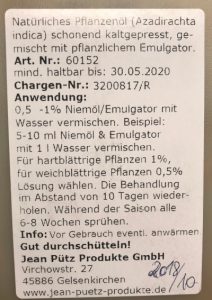 Natürliches Pflanzenöl (Azadirachta
indica) schonend kaltgepresst, ge-
mischt mit pflanzlichem Emulgator.
Art. Nr.: 60152
mind. haltbar bis: 30.05.2020
Chargen-Nr.: 3200817/R
Anwendung:
0,5 -1% Niemöl/Emulgator mit
Wasser vermischen. Beispiel:
5-10 ml Niemöl & Emulgator
mit 1 l Wasser vermischen.
Für hartblättrige Pflanzen 1%,
für weichblättrige Pflanzen 0,5%
Lösung wählen. Die Behandlung
im Abstand von 10 Tagen wieder-
holen. Während der Saison alle
6-8 Wochen sprühen.
Info: Vor Gebrauch eventl. anwärmen
Gut durchschütteln!
Jean Pütz Produkte GmbH
Virchowstr. 27
45886 Gelsenkirchen
jean-puetz-produkte.de
2018/10